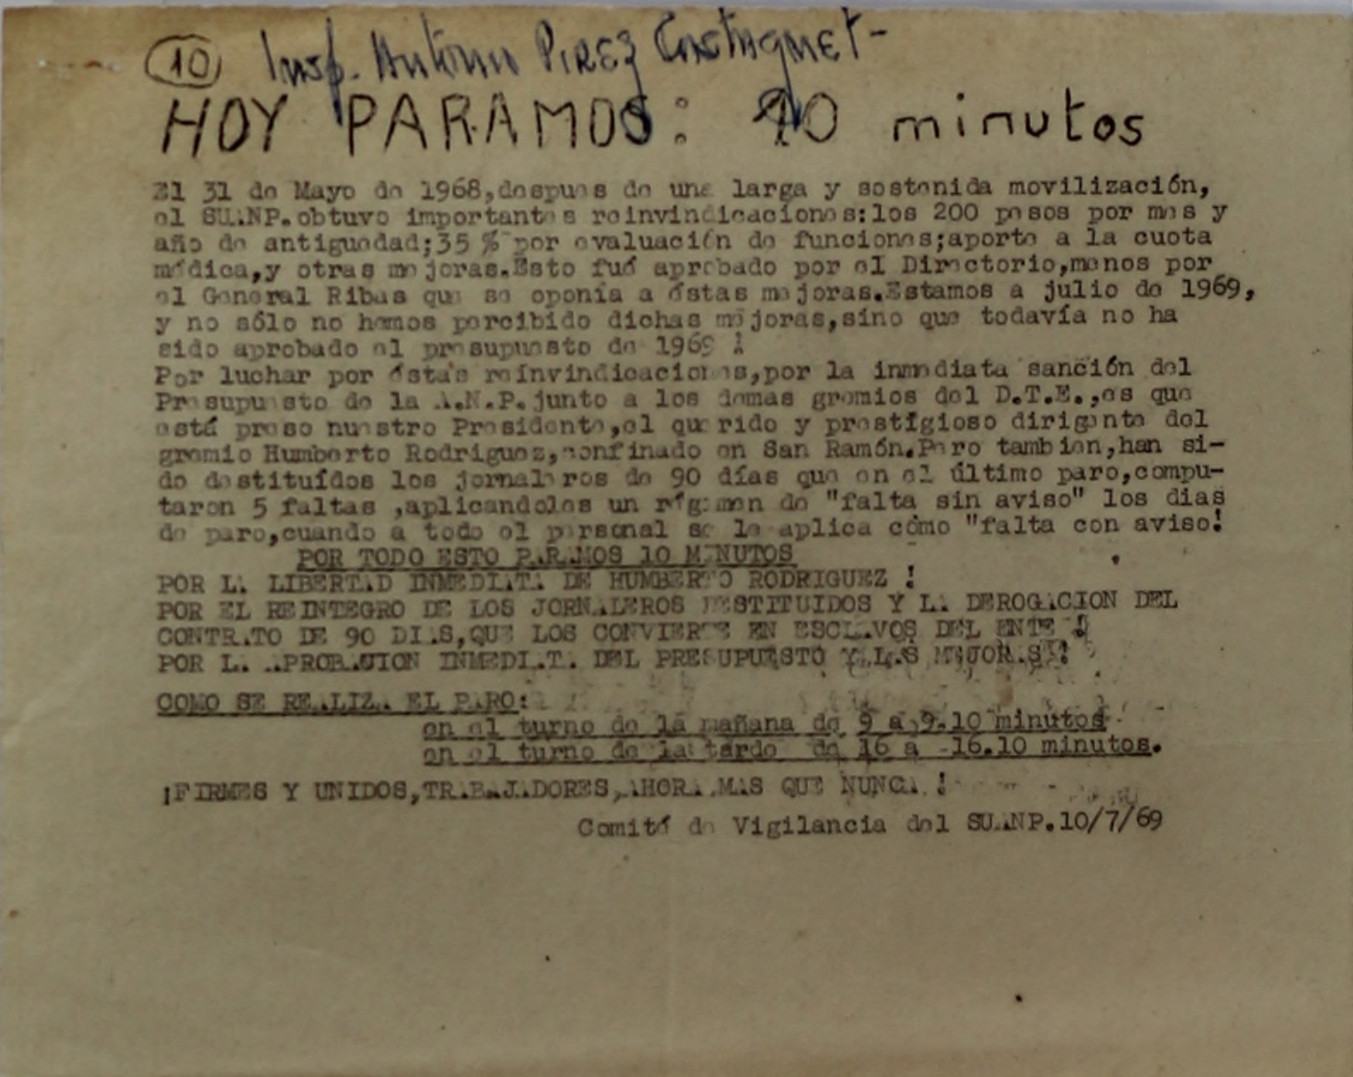 10 Insp. Antonio PIREZ Castagnet-
HOY PARAMOS: 10 minutos
El 31 de Mayo de 1968,despues de una larga y sostenida movilización,
el SUANP.obtuvo importantes reinvindicaciones:los 200 pesos por mes y
año de antiguedad;35 % por evaluación de funciones;aporte a la cuota
médica,y otras mejoras.Esto fué aprobado por el Directorio,menos por
el General Ribas que se oponía a éstas mejoras.Estamos a julio de 1969,
y no sólo no hemos percibido dichas mejoras,sino que todavía no ha
sido aprobado el presupuesto de 1969 !
Por luchar por éstas reinvindicaciones,por la inmediata sanción del
Presupuesto de la A.N.P.junto a los demas gremios del D.T.E.,es que
está preso nuestro Presidente,el querido y prestigioso dirigente del
gremio Humberto Rodriguez,confinado en San Ramón.Pero tambien,han si-
do destituídos los jornaleros de 90 días que en el último paro,compu-
taron 5 faltas ,aplicandoles un régimen de "falta sin aviso" los dias
de paro,cuando a todo el personal se le aplica cómo "falta con aviso!
POR TODO ESTO PARAMOS 10 MINUTOS
POR LA LIBERTAD INMEDIATA DE HUMBERTO RODRIGUEZ !
POR EL REINTEGRO DE LOS JORNALEROS DESTITUIDOS Y LA DEROGACION DEL
CONTRATO DE 90 DIAS,QUE LOS CONVIERTE EN ESCLAVOS DEL ENTE !
POR LA APROBACION INMEDIATA DEL PRESUPUESTO Y LAS MEJORAS !
COMO SE REALIZA EL PARO:
en el turno de la mañana de 9 a 9.10 minutos
en el turno de la tarde de 16 a -16.10 minutos.
¡FIRMES Y UNIDOS,TRABAJADORES,AHORA MAS QUE NUNCA !
Comité de Vigilancia del SUANP.10/7/69